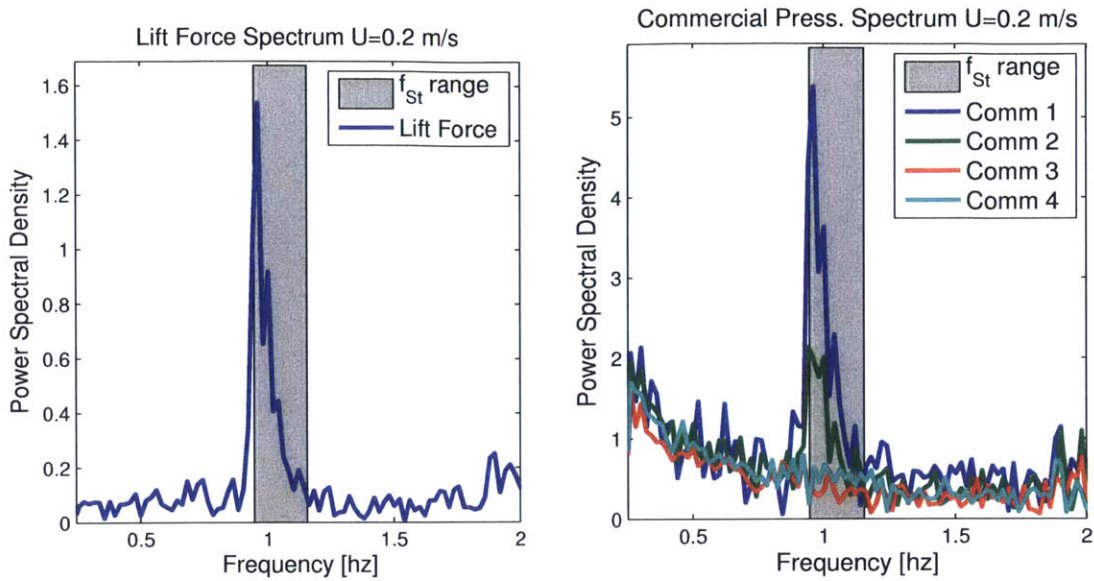 Lift Force Spectrum U=0.2 m/s
1.6
1.4
1.2
1
0.8
0.6
0.4
0.2
0
Power Spectral Density
0.5
1
1.5
2
Frequency [hz]
f_St range
Lift Force
Commercial Press. Spectrum U=0.2 m/s
5
4
3
2
1
0
Power Spectral Density
0.5
1
1.5
2
Frequency [hz]
f_St range
Comm 1
Comm 2
Comm 3
Comm 4